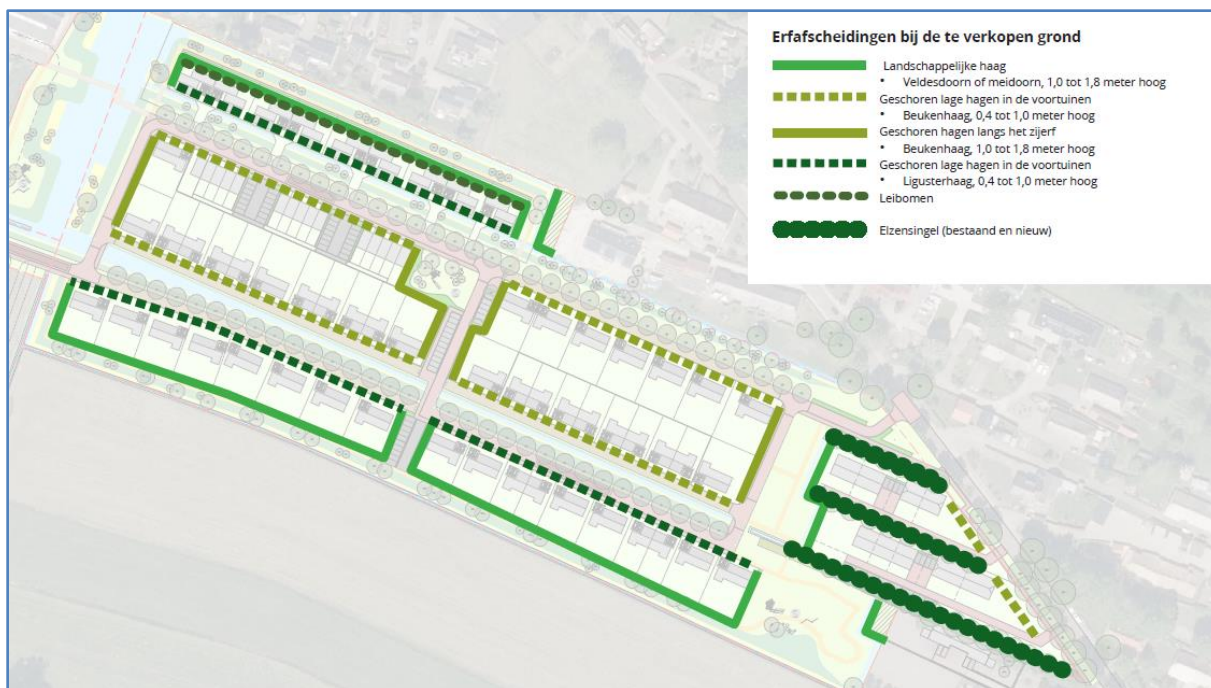 Erfafscheidingen bij de te verkopen grond
Landschappelijke haag
• Veldesdoorn of meidoorn, 1,0 tot 1,8 meter hoog
Geschoren lage hagen in de voortuinen
• Beukenhaag, 0,4 tot 1,0 meter hoog
Geschoren hagen langs het zijerf
• Beukenhaag, 1,0 tot 1,8 meter hoog
Geschoren lage hagen in de voortuinen
• Ligusterhaag, 0,4 tot 1,0 meter hoog
Leibomen
Elzensingel (bestaand en nieuw)